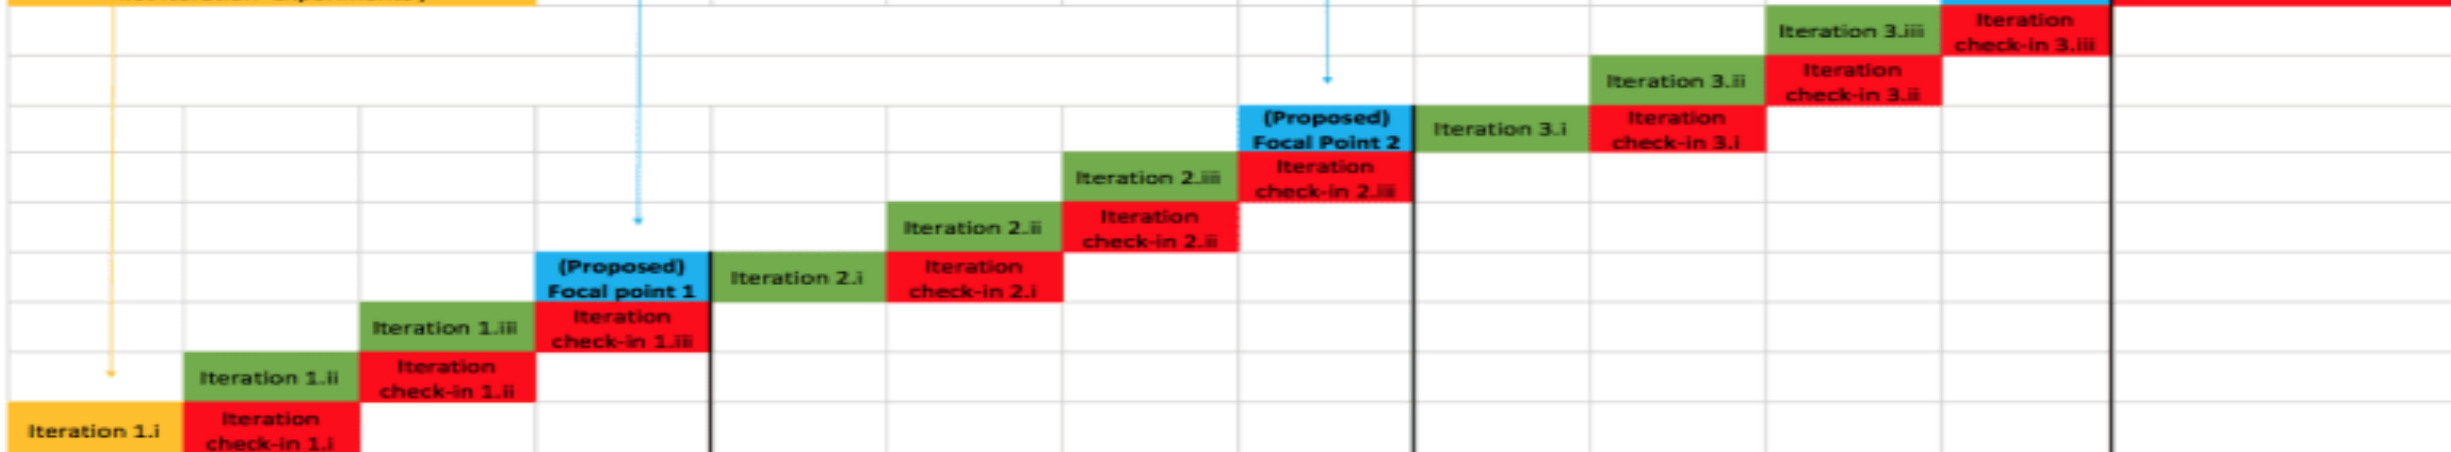 Iteration 3.iii
Iteration
check-in 3.iii
Iteration 3.ii
Iteration
check-in 3.ii
(Proposed)
Focal Point 2
Iteration 3.i
Iteration
check-in 3.i
Iteration 2.iii
Iteration
check-in 2.iii
Iteration 2.ii
Iteration
check-in 2.ii
(Proposed)
Focal point 1
Iteration 2.i
Iteration
check-in 2.i
Iteration 1.iii
Iteration
check-in 1.iii
Iteration 1.ii
Iteration
check-in 1.ii
Iteration 1.i
Iteration
check-in 1.i